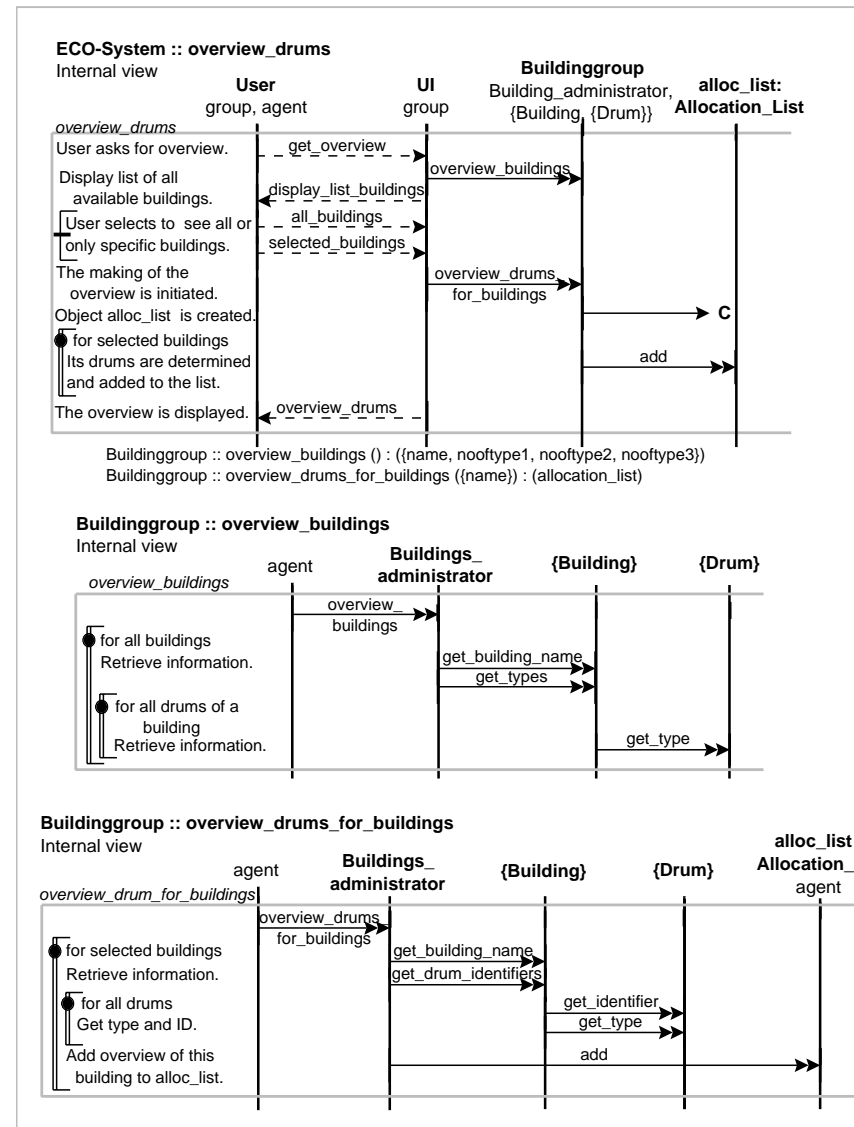 ECO-System :: overview_drums
Internal view
User
group, agent
UI
group
Buildinggroup
Building_administrator,
{Building, {Drum}}
alloc_list:
Allocation_List
overview_drums
User asks for overview.
get_overview
overview_buildings
Display list of all
available buildings.
display_list_buildings
User selects to see all or
only specific buildings.
all_buildings
selected_buildings
The making of the
overview is initiated.
overview_drums_
for_buildings
Object alloc_list is created.
C
for selected buildings
Its drums are determined
and added to the list.
add
The overview is displayed.
overview_drums
Buildinggroup :: overview_buildings () : ({name, nooftype1, nooftype2, nooftype3})
Buildinggroup :: overview_drums_for_buildings ({name}) : (allocation_list)
Buildinggroup :: overview_buildings
Internal view
agent
Buildings_
administrator
{Building}
{Drum}
overview_buildings
overview_
buildings
for all buildings
Retrieve information.
get_building_name
get_types
for all drums of a
building
Retrieve information.
get_type
Buildinggroup :: overview_drums_for_buildings
Internal view
agent
Buildings_
administrator
{Building}
{Drum}
alloc_list
Allocation_
agent
overview_drum_for_buildings
overview_drums_
for_buildings
for selected buildings
Retrieve information.
get_building_name
get_drum_identifiers
for all drums
Get type and ID.
get_identifier
get_type
Add overview of this
building to alloc_list.
add